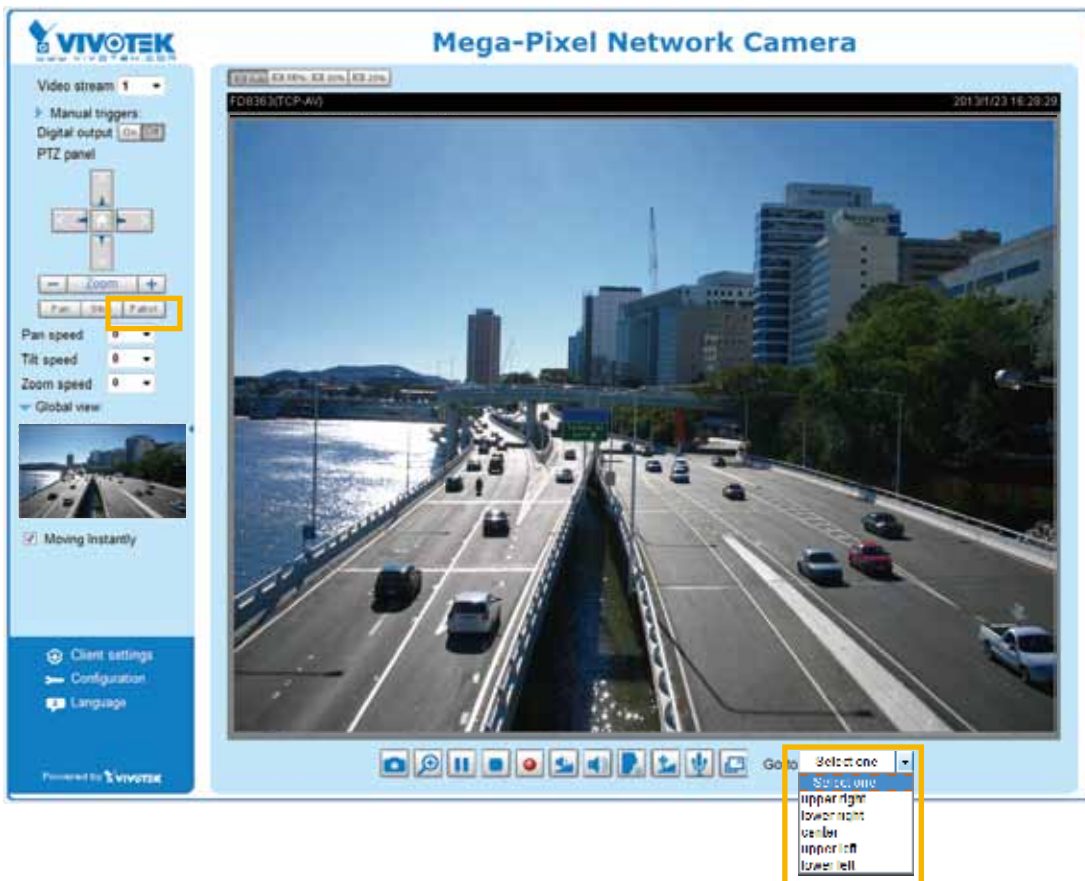 VIVOTEK
www.vivotek.com
Mega-Pixel Network Camera
Video stream 1
Manual triggers:
Digital output On Off
PTZ panel
Zoom
Pan Stop Patrol
Pan speed 0
Tilt speed 0
Zoom speed 0
Global view
Moving Instantly
Client settings
Configuration
Language
Powered by VIVOTEK
FD8363(TCP-AV)
2013/1/23 16:28:29
Go to Select one
Select one
upper right
lower right
center
upper left
lower left